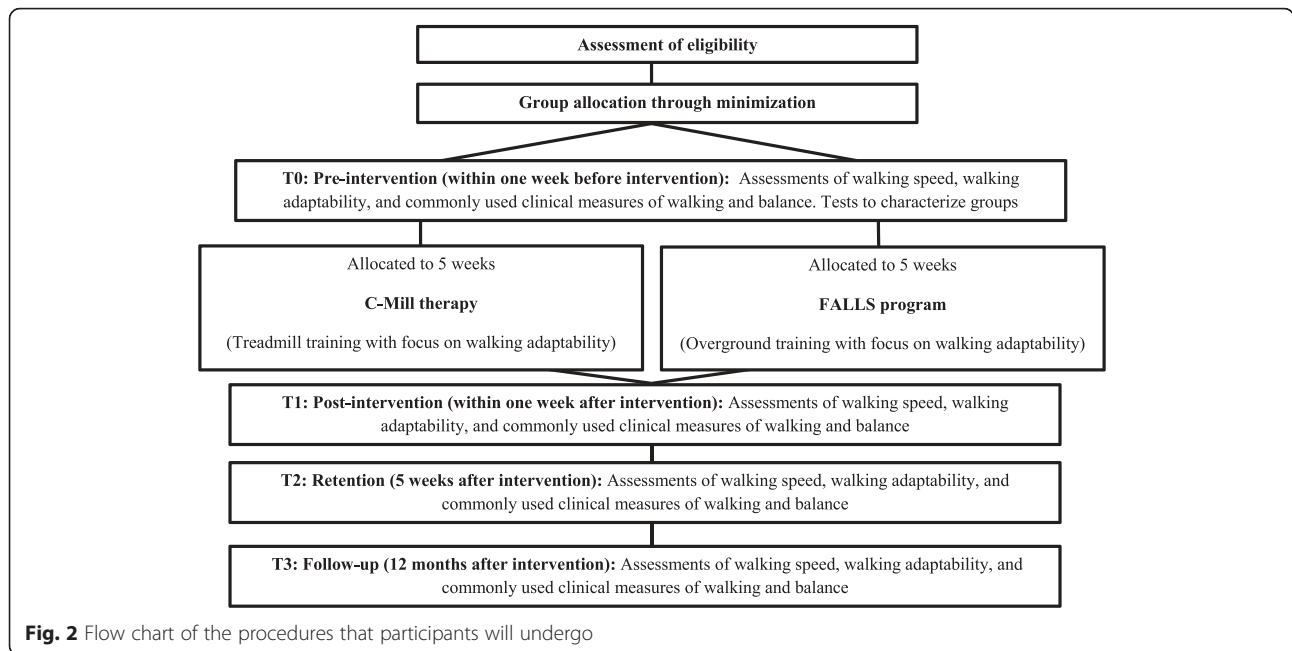 Assessment of eligibility
Group allocation through minimization
T0: Pre-intervention (within one week before intervention): Assessments of walking speed, walking
adaptability, and commonly used clinical measures of walking and balance. Tests to characterize groups
Allocated to 5 weeks
C-Mill therapy
(Treadmill training with focus on walking adaptability)
Allocated to 5 weeks
FALLS program
(Overground training with focus on walking adaptability)
T1: Post-intervention (within one week after intervention): Assessments of walking speed, walking
adaptability, and commonly used clinical measures of walking and balance
T2: Retention (5 weeks after intervention): Assessments of walking speed, walking adaptability, and
commonly used clinical measures of walking and balance
T3: Follow-up (12 months after intervention): Assessments of walking speed, walking adaptability, and
commonly used clinical measures of walking and balance
Fig. 2 Flow chart of the procedures that participants will undergo